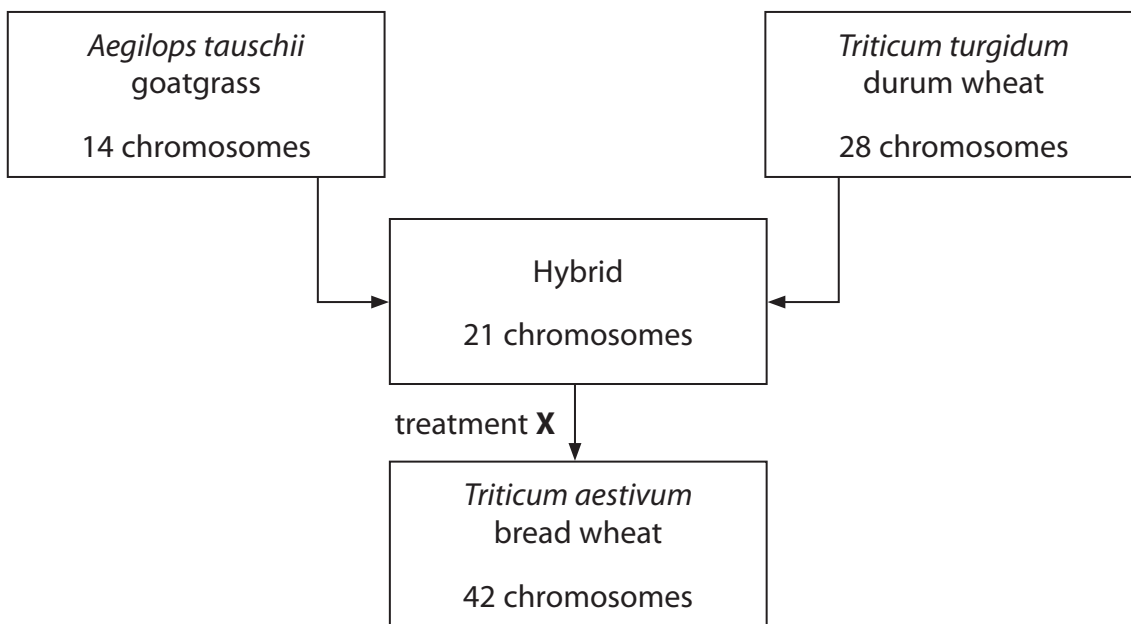 Aegilops tauschii
goatgrass
14 chromosomes
Triticum turgidum
durum wheat
28 chromosomes
Hybrid
21 chromosomes
treatment X
Triticum aestivum
bread wheat
42 chromosomes